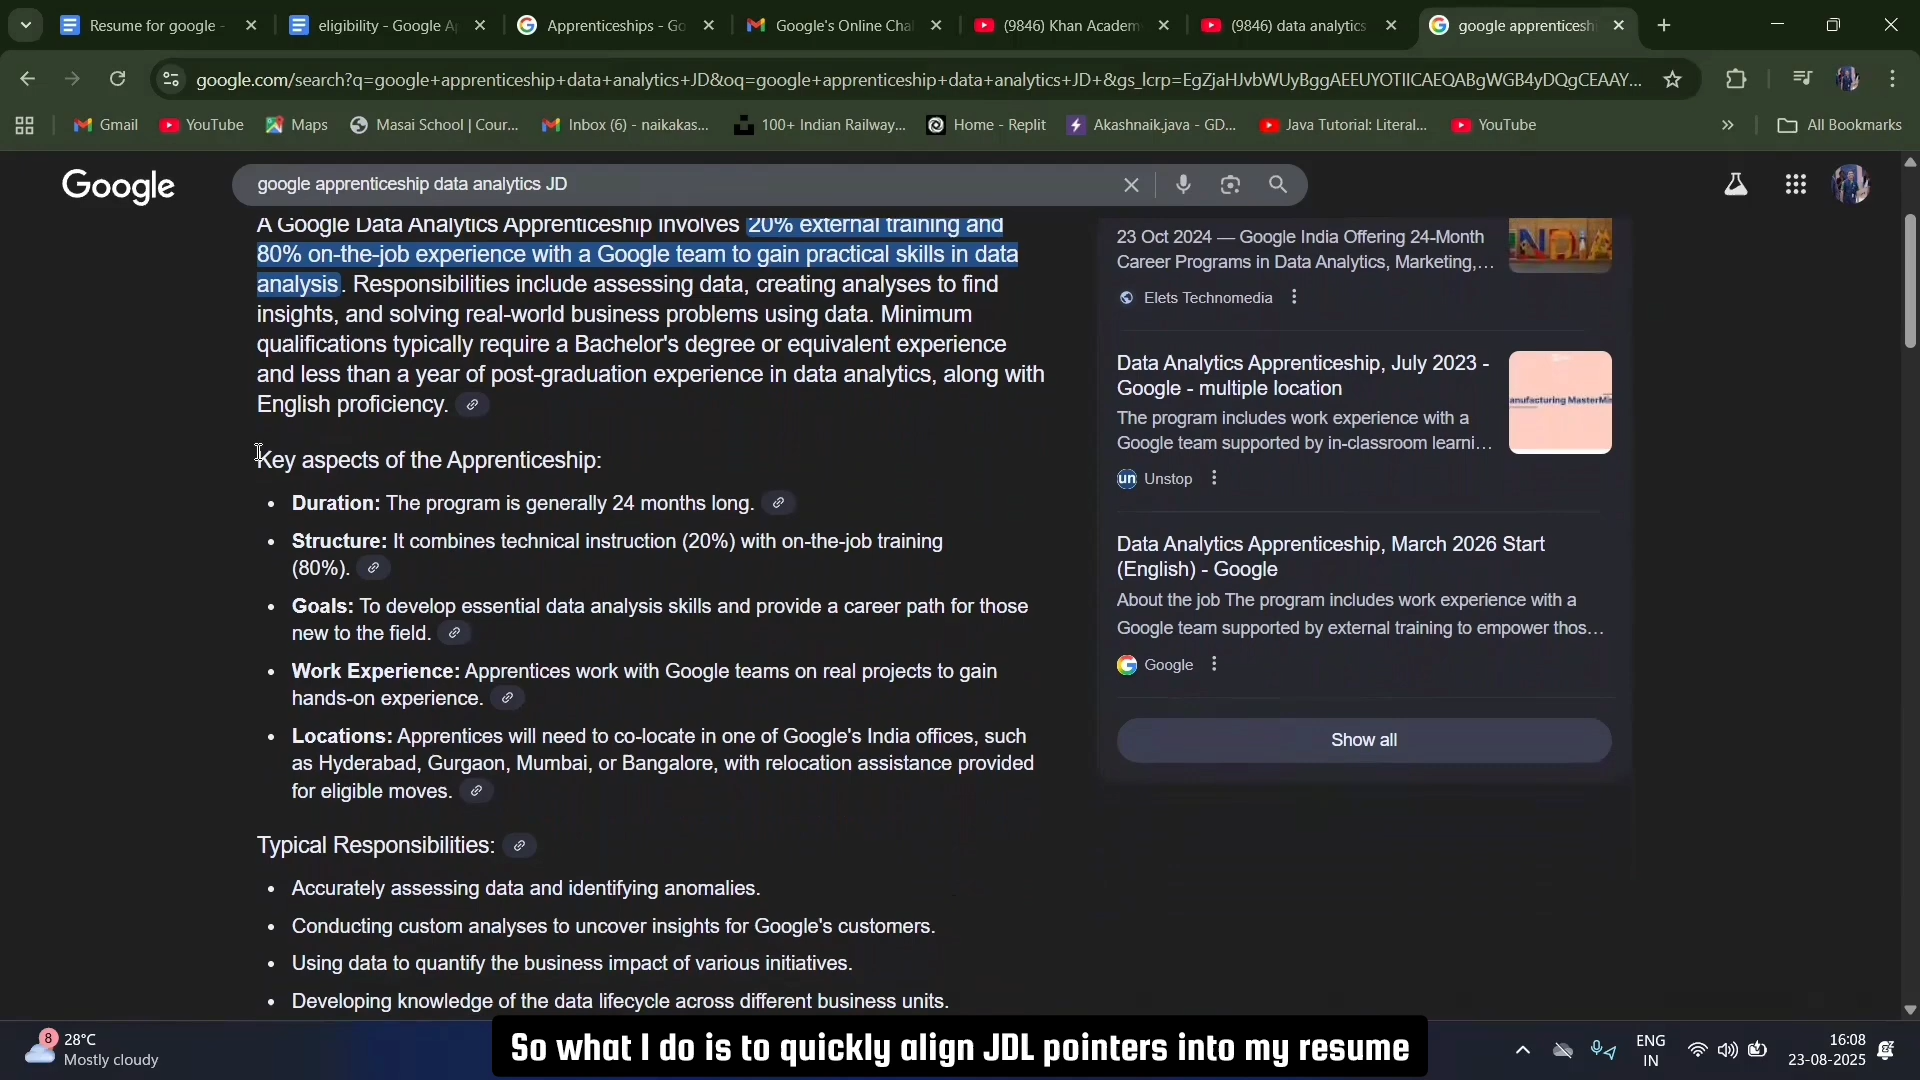 Resume for google -
eligibility - Google Ap
Apprenticeships - Go
Google's Online Chal
(9846) Khan Academ
(9846) data analytics
google apprenticeshi
google.com/search?q=google+apprenticeship+data+analytics+JD&oq=google+apprenticeship+data+analytics+JD+&gs_lcrp=EgZjaHJvbWUyBggAEEUYOTIICAEQABgWGB4yDQgCEAAY...
Gmail
YouTube
Maps
Masai School | Cour...
Inbox (6) - naikakas...
100+ Indian Railway...
Home - Replit
Akashnaik.java - GD...
Java Tutorial: Literal...
YouTube
All Bookmarks
Google
google apprenticeship data analytics JD
A Google Data Analytics Apprenticeship involves 20% external training and
80% on-the-job experience with a Google team to gain practical skills in data
analysis. Responsibilities include assessing data, creating analyses to find
insights, and solving real-world business problems using data. Minimum
qualifications typically require a Bachelor's degree or equivalent experience
and less than a year of post-graduation experience in data analytics, along with
English proficiency.
Key aspects of the Apprenticeship:
• Duration: The program is generally 24 months long.
• Structure: It combines technical instruction (20%) with on-the-job training
(80%).
• Goals: To develop essential data analysis skills and provide a career path for those
new to the field.
• Work Experience: Apprentices work with Google teams on real projects to gain
hands-on experience.
• Locations: Apprentices will need to co-locate in one of Google's India offices, such
as Hyderabad, Gurgaon, Mumbai, or Bangalore, with relocation assistance provided
for eligible moves.
Typical Responsibilities:
• Accurately assessing data and identifying anomalies.
• Conducting custom analyses to uncover insights for Google's customers.
• Using data to quantify the business impact of various initiatives.
• Developing knowledge of the data lifecycle across different business units.
23 Oct 2024 — Google India Offering 24-Month
Career Programs in Data Analytics, Marketing,...
INDIA
Elets Technomedia
Data Analytics Apprenticeship, July 2023 -
Google - multiple location
The program includes work experience with a
Google team supported by in-classroom learni...
anufacturing MasterMi
un Unstop
Data Analytics Apprenticeship, March 2026 Start
(English) - Google
About the job The program includes work experience with a
Google team supported by external training to empower thos...
Google
Show all
So what I do is to quickly align JDL pointers into my resume
8
28°C
Mostly cloudy
ENG
IN
16:08
23-08-2025